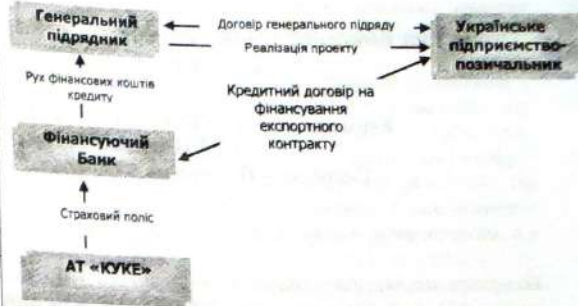 Генеральний
підрядник
Договір генерального підряду
Реалізація проекту
Українське
підприємство-
позичальник
Рух фінансових коштів
кредиту
Кредитний договір на
фінансування
експортного
контракту
Фінансуючий
Банк
Страховий поліс
АТ «КУКЕ»